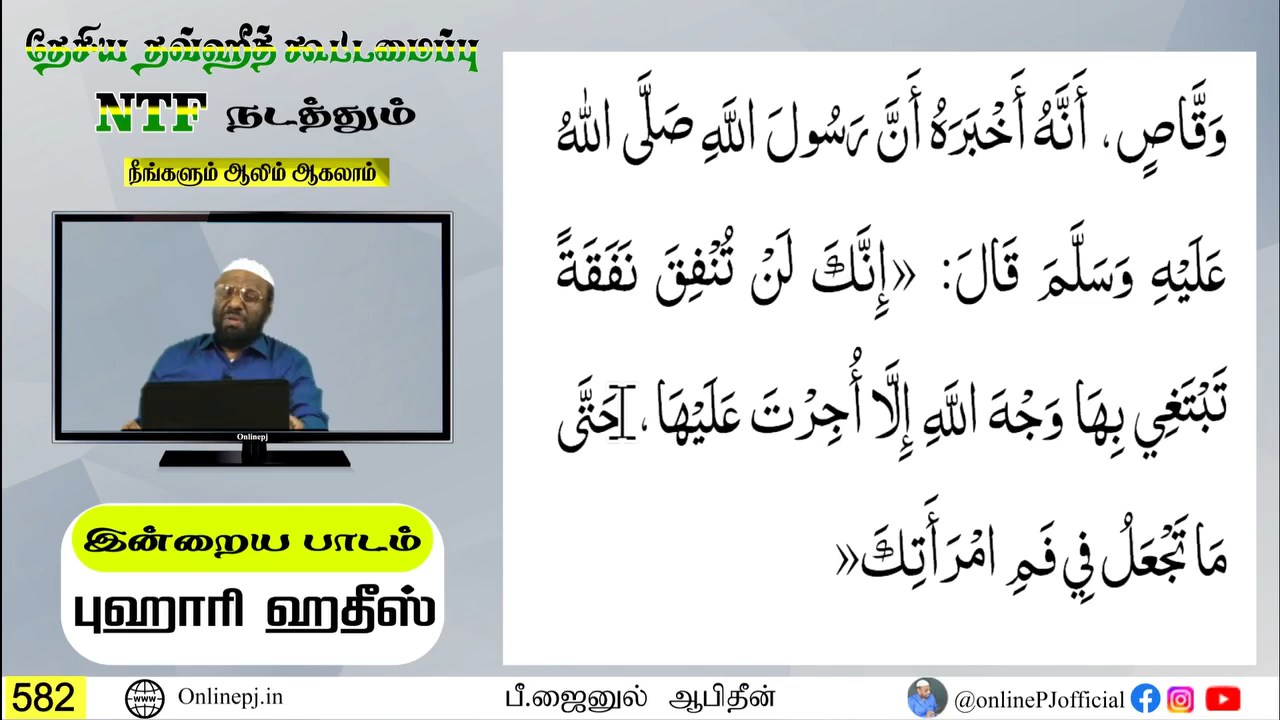 தேசிய தவ்ஹீத் கூட்டமைப்பு
NTF நடத்தும்
நீங்களும் ஆலிம் ஆகலாம்
Onlinepj
இன்றைய பாடம்
புஹாரி ஹதீஸ்
وَقَّاصٍ، أَنَّهُ أَخْبَرَهُ أَنَّ رَسُولَ اللَّهِ صَلَّى اللهُ
عَلَيْهِ وَسَلَّمَ قَالَ: «إِنَّكَ لَنْ تُنْفِقَ نَفَقَةً
تَبْتَغِي بِهَا وَجْهَ اللَّهِ إِلَّا أُجِرْتَ عَلَيْهَا، حَتَّى
مَا تَجْعَلُ فِي فَمِ امْرَأَتِكَ»
582
www
Onlinepj.in
பீ.ஜைனுல் ஆபிதீன்
@onlinePJofficial